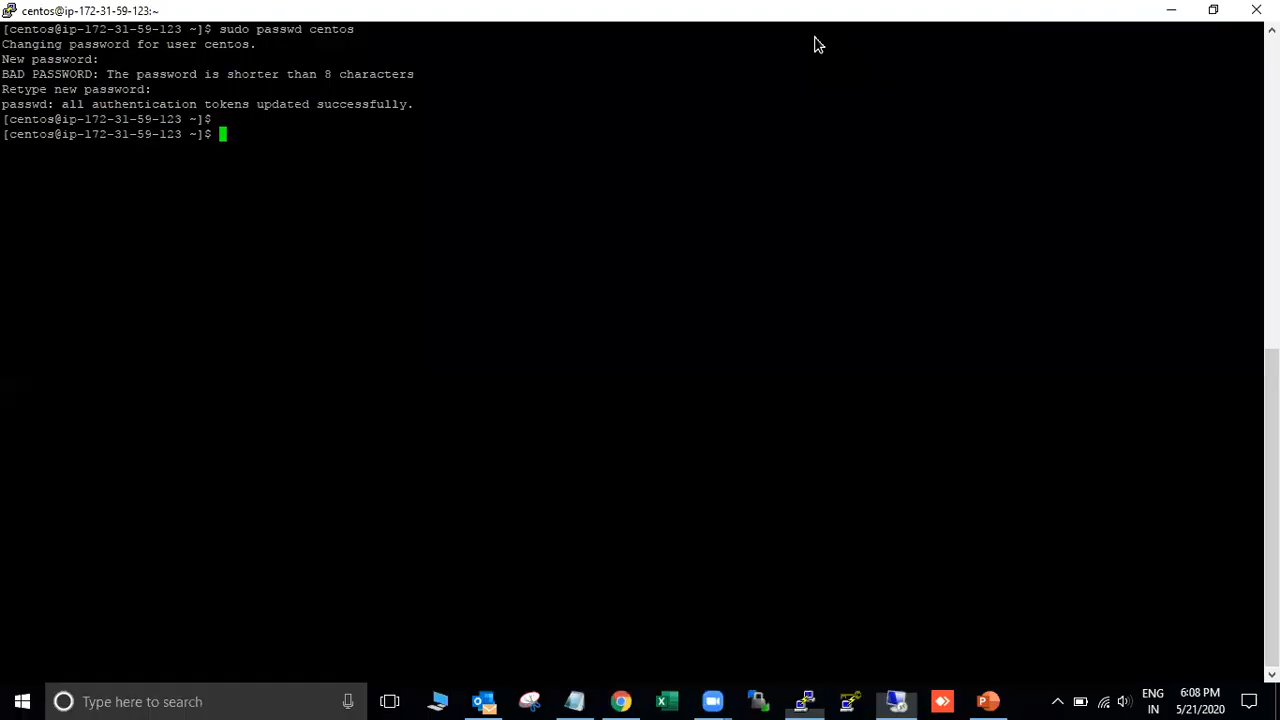 centos@ip-172-31-59-123:~
[centos@ip-172-31-59-123 ~]$ sudo passwd centos
Changing password for user centos.
New password:
BAD PASSWORD: The password is shorter than 8 characters
Retype new password:
passwd: all authentication tokens updated successfully.
[centos@ip-172-31-59-123 ~]$
[centos@ip-172-31-59-123 ~]$
Type here to search
ENG
IN
6:08 PM
5/21/2020